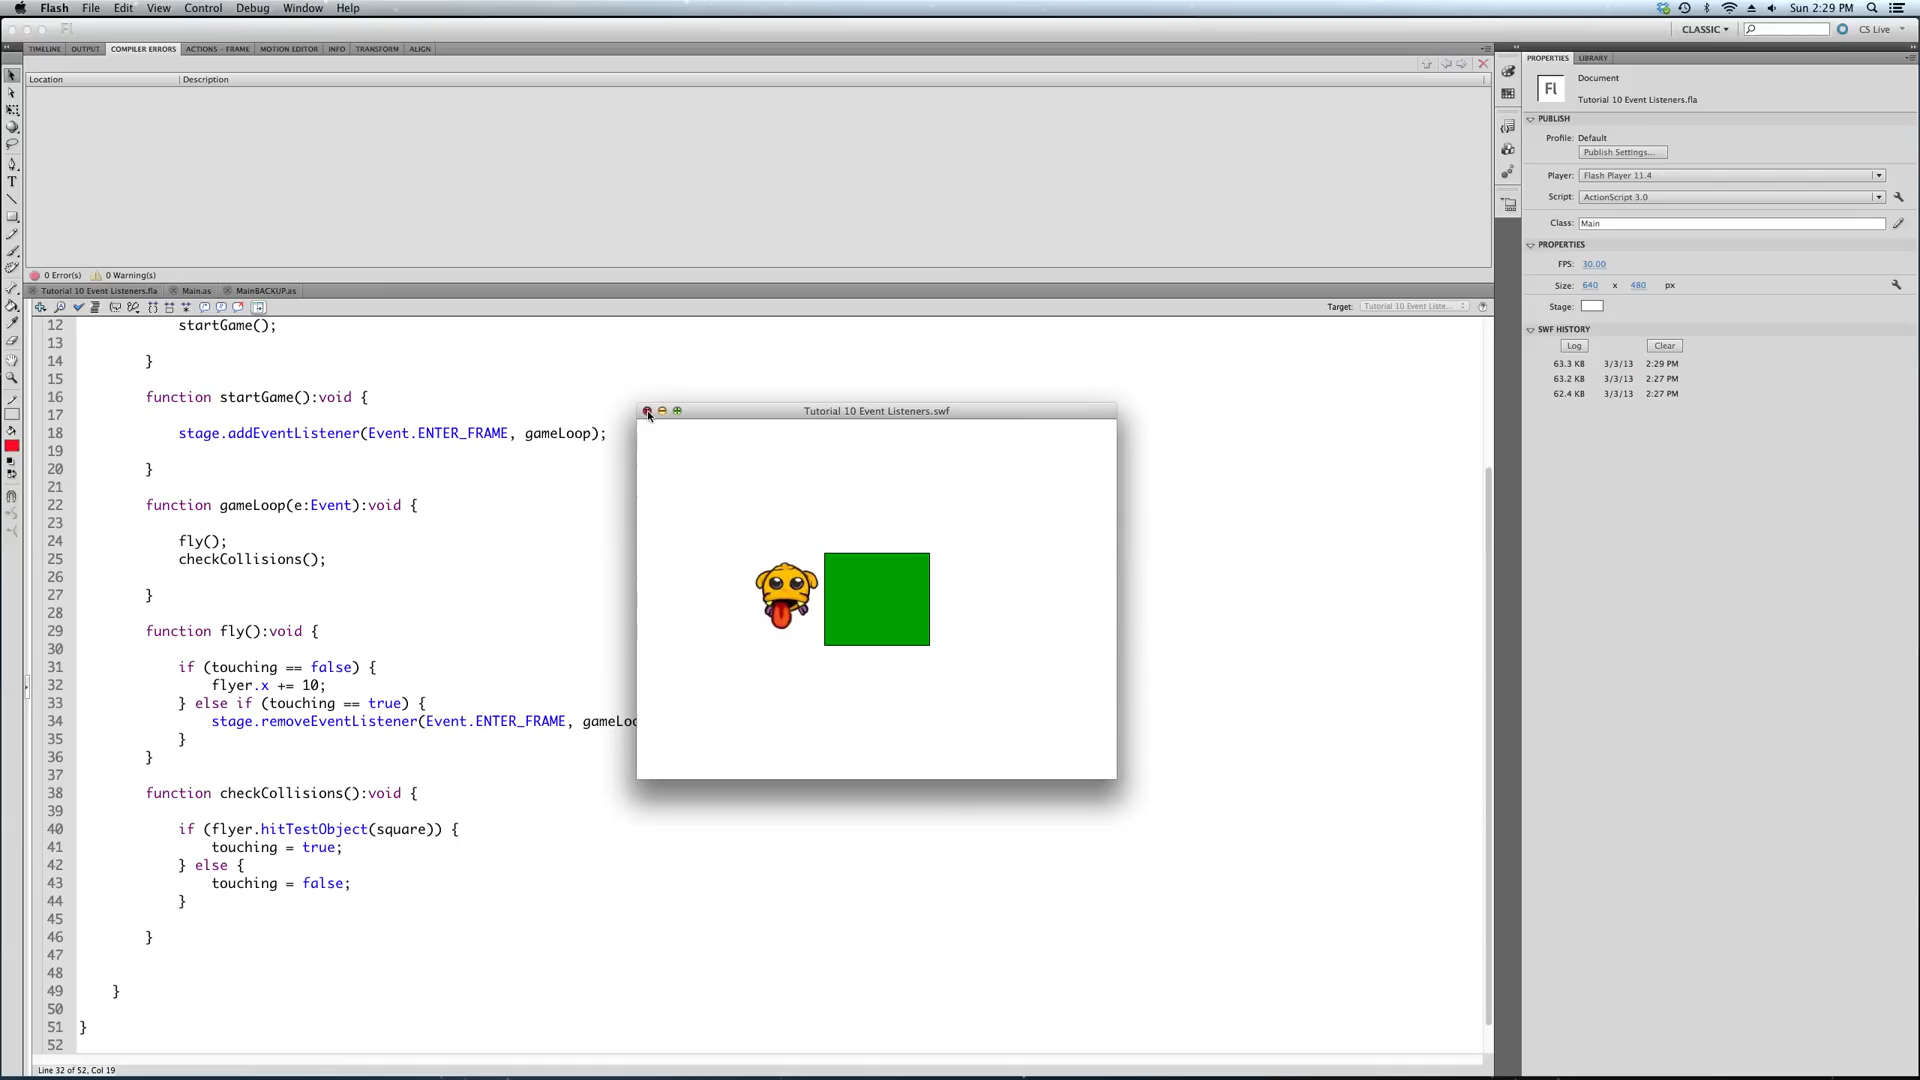 Flash File Edit View Control Debug Window Help Sun 2:29 PM
Fl CLASSIC CS Live
TIMELINE OUTPUT COMPILER ERRORS ACTIONS - FRAME MOTION EDITOR INFO TRANSFORM ALIGN
Location Description
0 Error(s) 0 Warning(s)
Tutorial 10 Event Listeners.fla Main.as MainBACKUP.as
Target: Tutorial 10 Event Liste...
12 startGame();
13
14 }
15
16 function startGame():void {
17
18 stage.addEventListener(Event.ENTER_FRAME, gameLoop);
19
20 }
21
22 function gameLoop(e:Event):void {
23
24 fly();
25 checkCollisions();
26
27 }
28
29 function fly():void {
30
31 if (touching == false) {
32 flyer.x += 10;
33 } else if (touching == true) {
34 stage.removeEventListener(Event.ENTER_FRAME, gameLoo
35 }
36 }
37
38 function checkCollisions():void {
39
40 if (flyer.hitTestObject(square)) {
41 touching = true;
42 } else {
43 touching = false;
44 }
45
46 }
47
48
49 }
50
51 }
52
Line 32 of 52, Col 19
Tutorial 10 Event Listeners.swf
PROPERTIES LIBRARY
Document
Fl
Tutorial 10 Event Listeners.fla
PUBLISH
Profile: Default
Publish Settings...
Player: Flash Player 11.4
Script: ActionScript 3.0
Class: Main
PROPERTIES
FPS: 30.00
Size: 640 x 480 px
Stage:
SWF HISTORY
Log Clear
63.3 KB 3/3/13 2:29 PM
63.2 KB 3/3/13 2:27 PM
62.4 KB 3/3/13 2:27 PM